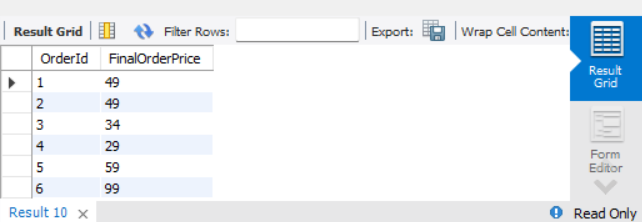 Result Grid Filter Rows: Export: Wrap Cell Content:
OrderId FinalOrderPrice
1 49
2 49
3 34
4 29
5 59
6 99
Result
Grid
Form
Editor
Result 10 × Read Only